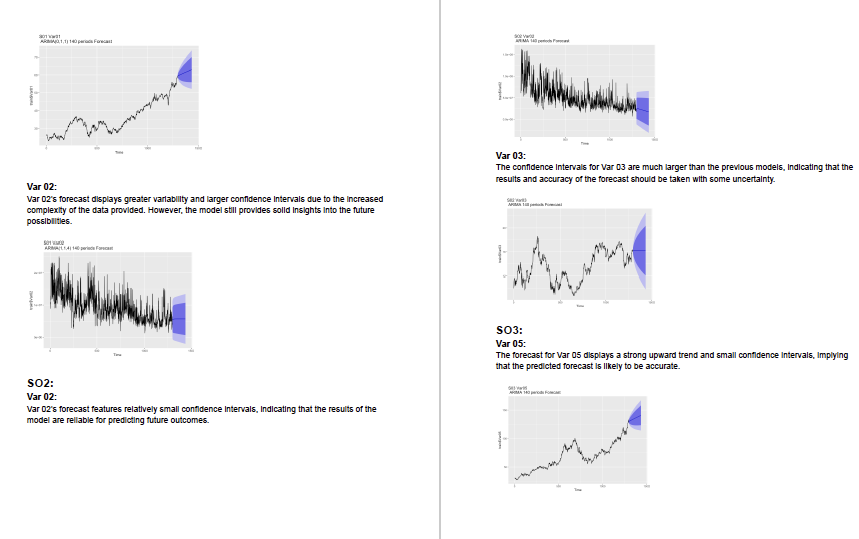 S01 Var01
ARIMA(0,1,1) 140 periods Forecast
Time
Var 02:
Var 02's forecast displays greater variability and larger confidence intervals due to the increased
complexity of the data provided. However, the model still provides solid insights into the future
possibilities.
S01 Var02
ARIMA(1,1,4) 140 periods Forecast
Time
SO2:
Var 02:
Var 02's forecast features relatively small confidence intervals, indicating that the results of the
model are reliable for predicting future outcomes.
S02 Var02
ARIMA 140 periods Forecast
Time
Var 03:
The confidence intervals for Var 03 are much larger than the previous models, indicating that the
results and accuracy of the forecast should be taken with some uncertainty.
S02 Var03
ARIMA 140 periods Forecast
Time
SO3:
Var 05:
The forecast for Var 05 displays a strong upward trend and small confidence intervals, implying
that the predicted forecast is likely to be accurate.
S03 Var05
ARIMA 140 periods Forecast
Time